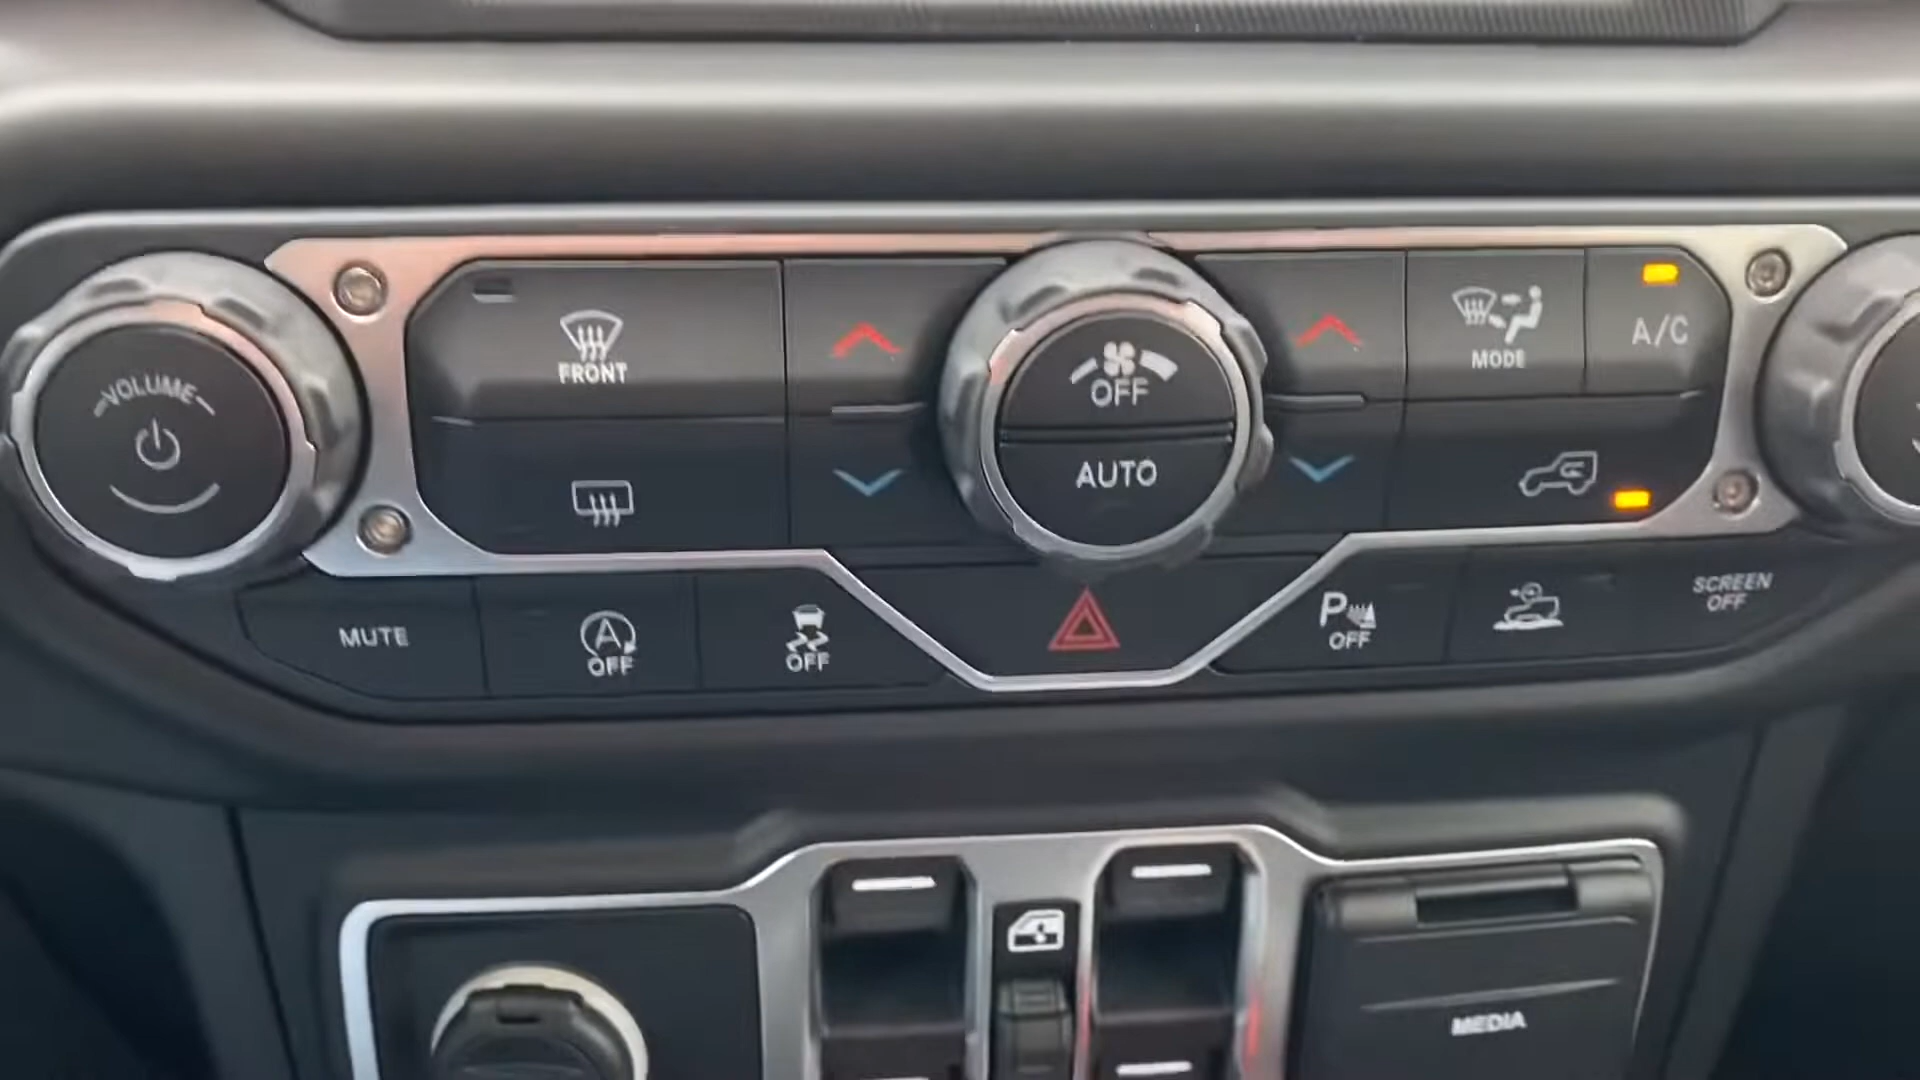 VOLUME
FRONT
OFF
AUTO
MODE
A/C
MUTE
A
OFF
OFF
P
OFF
SCREEN
OFF
MEDIA